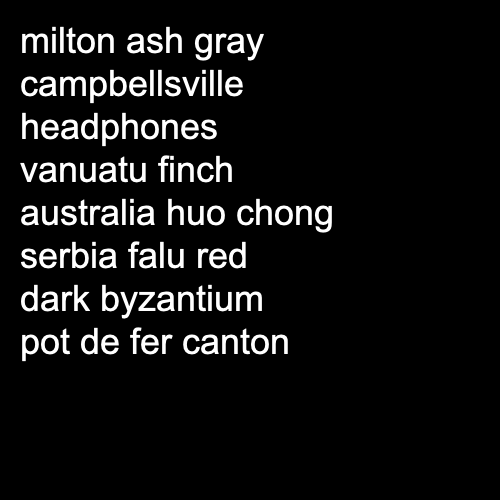 milton ash gray
campbellsville
headphones
vanuatu finch
australia huo chong
serbia falu red
dark byzantium
pot de fer canton